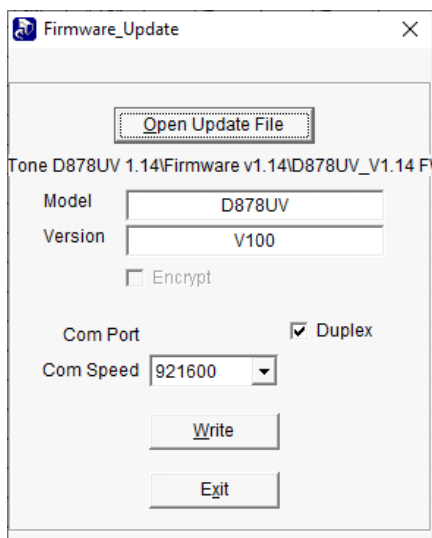 Firmware_Update
Open Update File
Tone D878UV 1.14\Firmware v1.14\D878UV_V1.14 F
Model D878UV
Version V100
Encrypt
Com Port Duplex
Com Speed 921600
Write
Exit